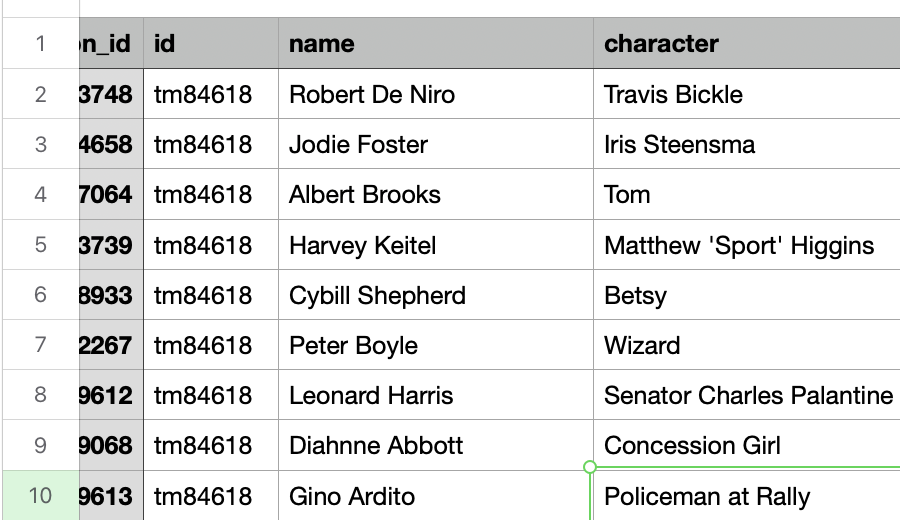 1 on_id id name character
2 3748 tm84618 Robert De Niro Travis Bickle
3 4658 tm84618 Jodie Foster Iris Steensma
4 7064 tm84618 Albert Brooks Tom
5 3739 tm84618 Harvey Keitel Matthew 'Sport' Higgins
6 8933 tm84618 Cybill Shepherd Betsy
7 2267 tm84618 Peter Boyle Wizard
8 9612 tm84618 Leonard Harris Senator Charles Palantine
9 9068 tm84618 Diahnne Abbott Concession Girl
10 9613 tm84618 Gino Ardito Policeman at Rally